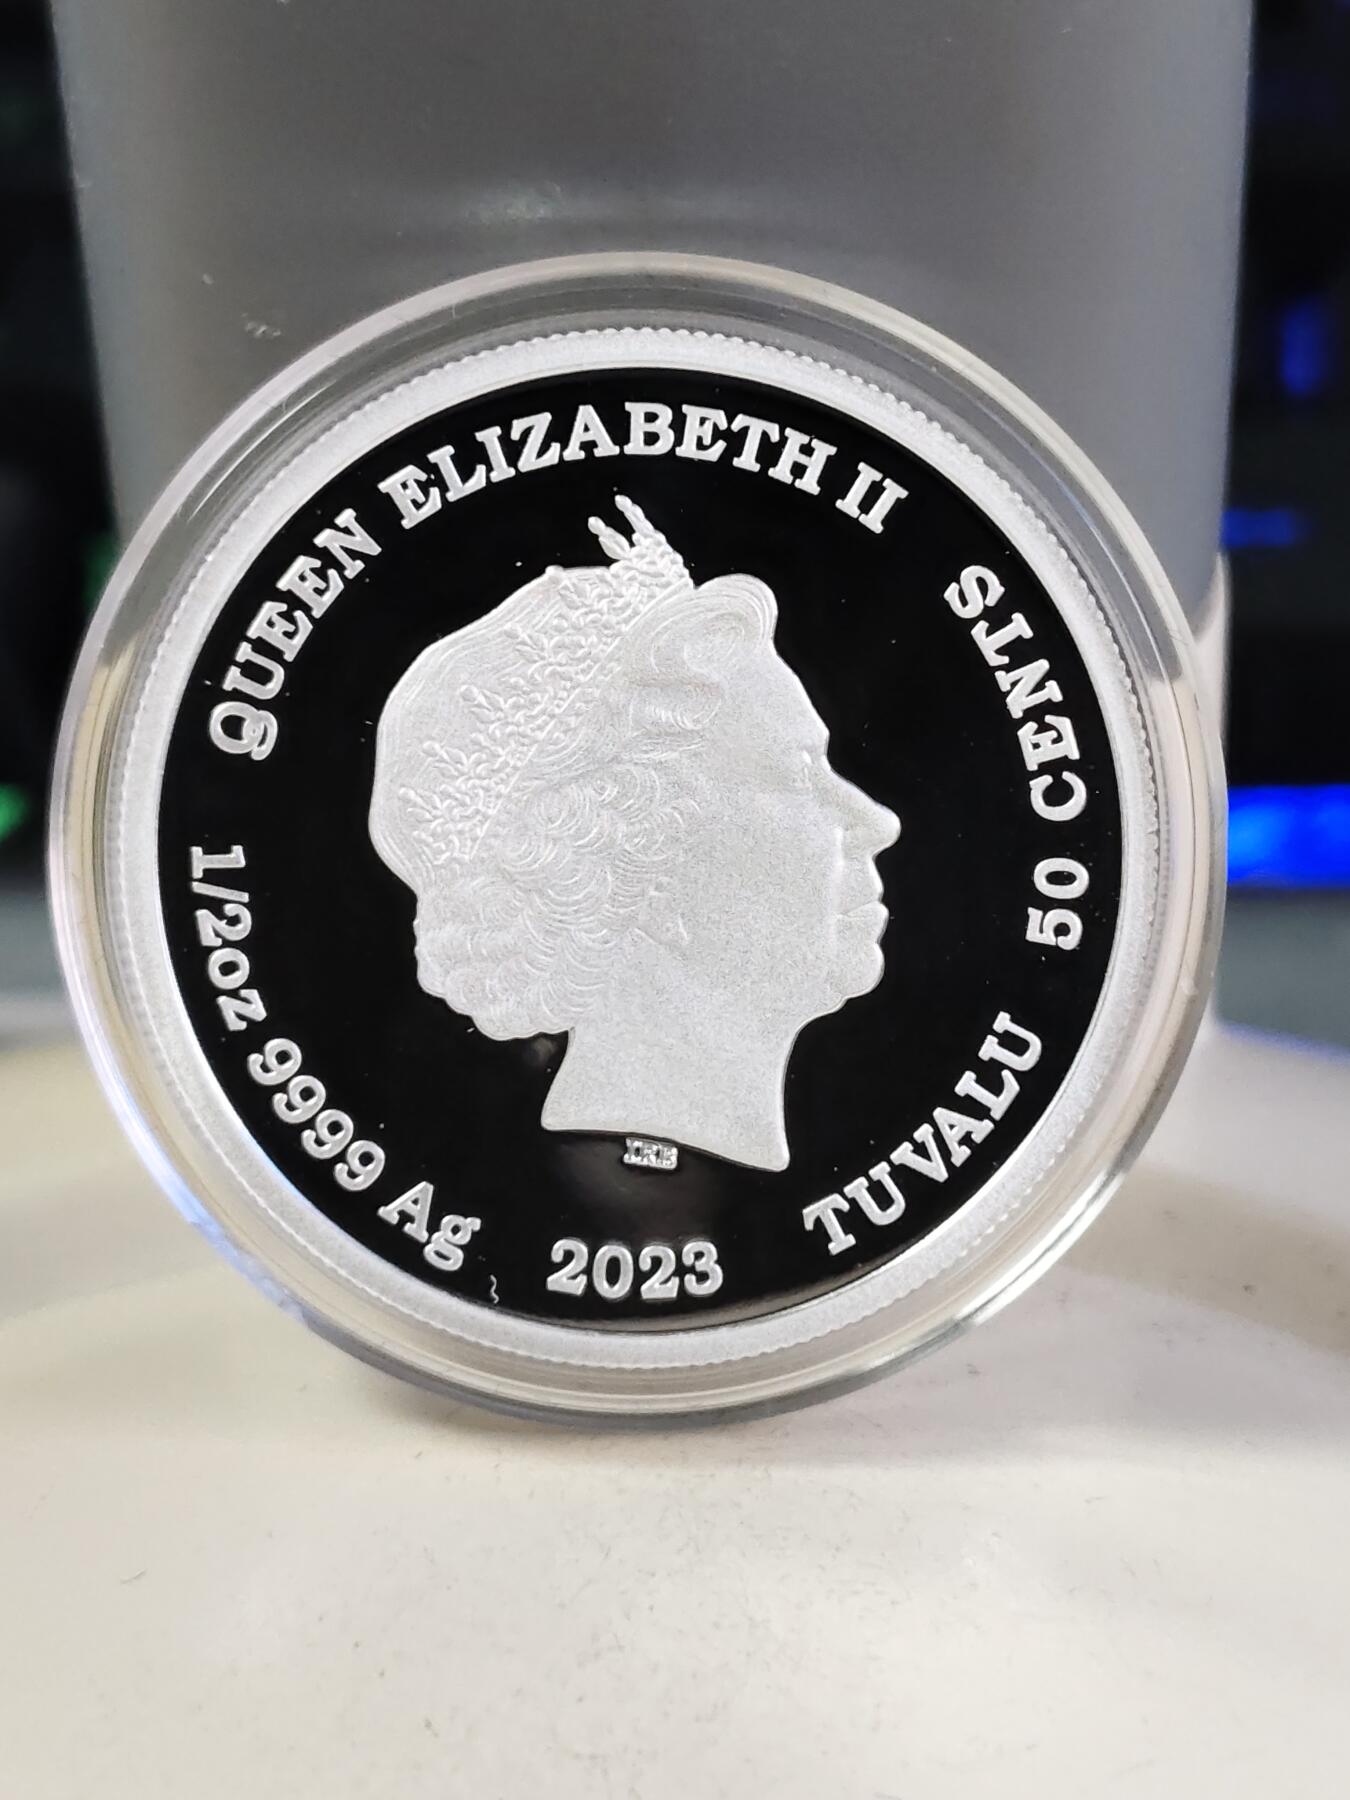 QUEEN ELIZABETH II
50 CENTS
TUVALU
2023
1/2oz 9999 Ag
IRB